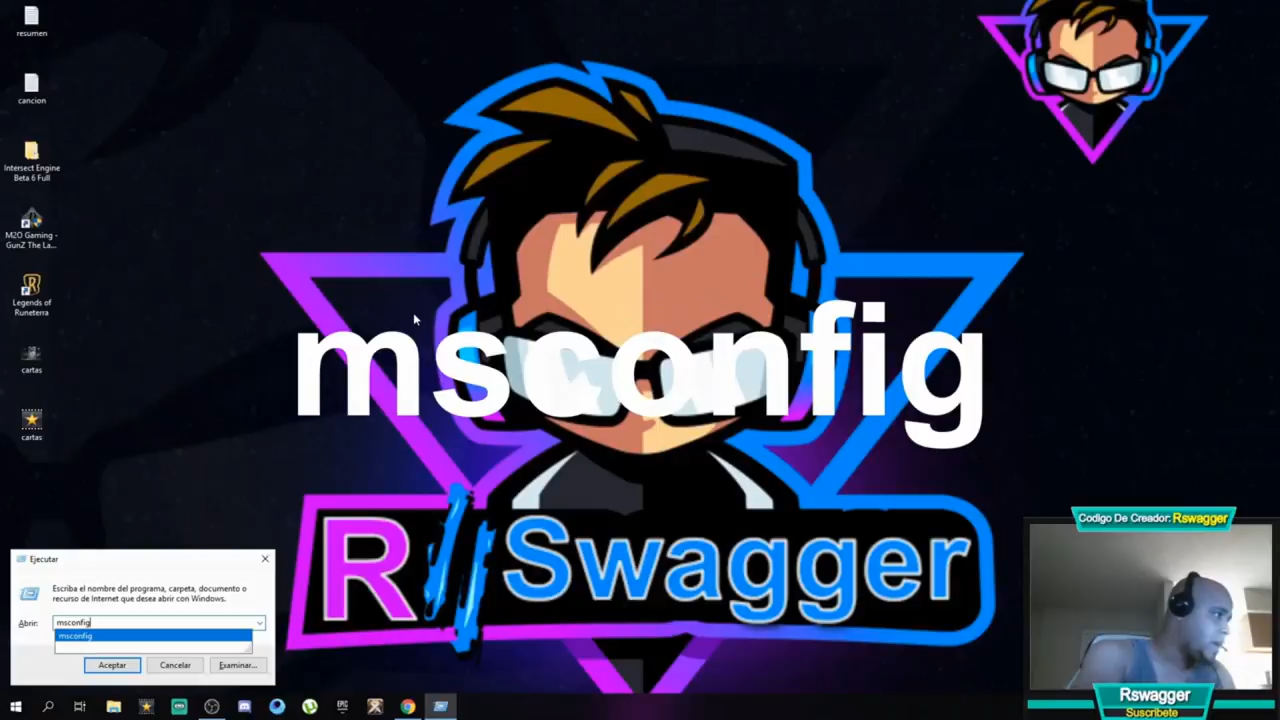 resumen
cancion
Intersect Engine
Beta 6 Full
M2O Gaming -
GunZ The La...
Legends of
Runeterra
cartas
cartas
msconfig
R//Swagger
Ejecutar
Escriba el nombre del programa, carpeta, documento o
recurso de Internet que desea abrir con Windows.
Abrir:
msconfig
msconfig
Aceptar
Cancelar
Examinar...
EPIC
Codigo De Creador: Rswagger
Rswagger
Suscribete